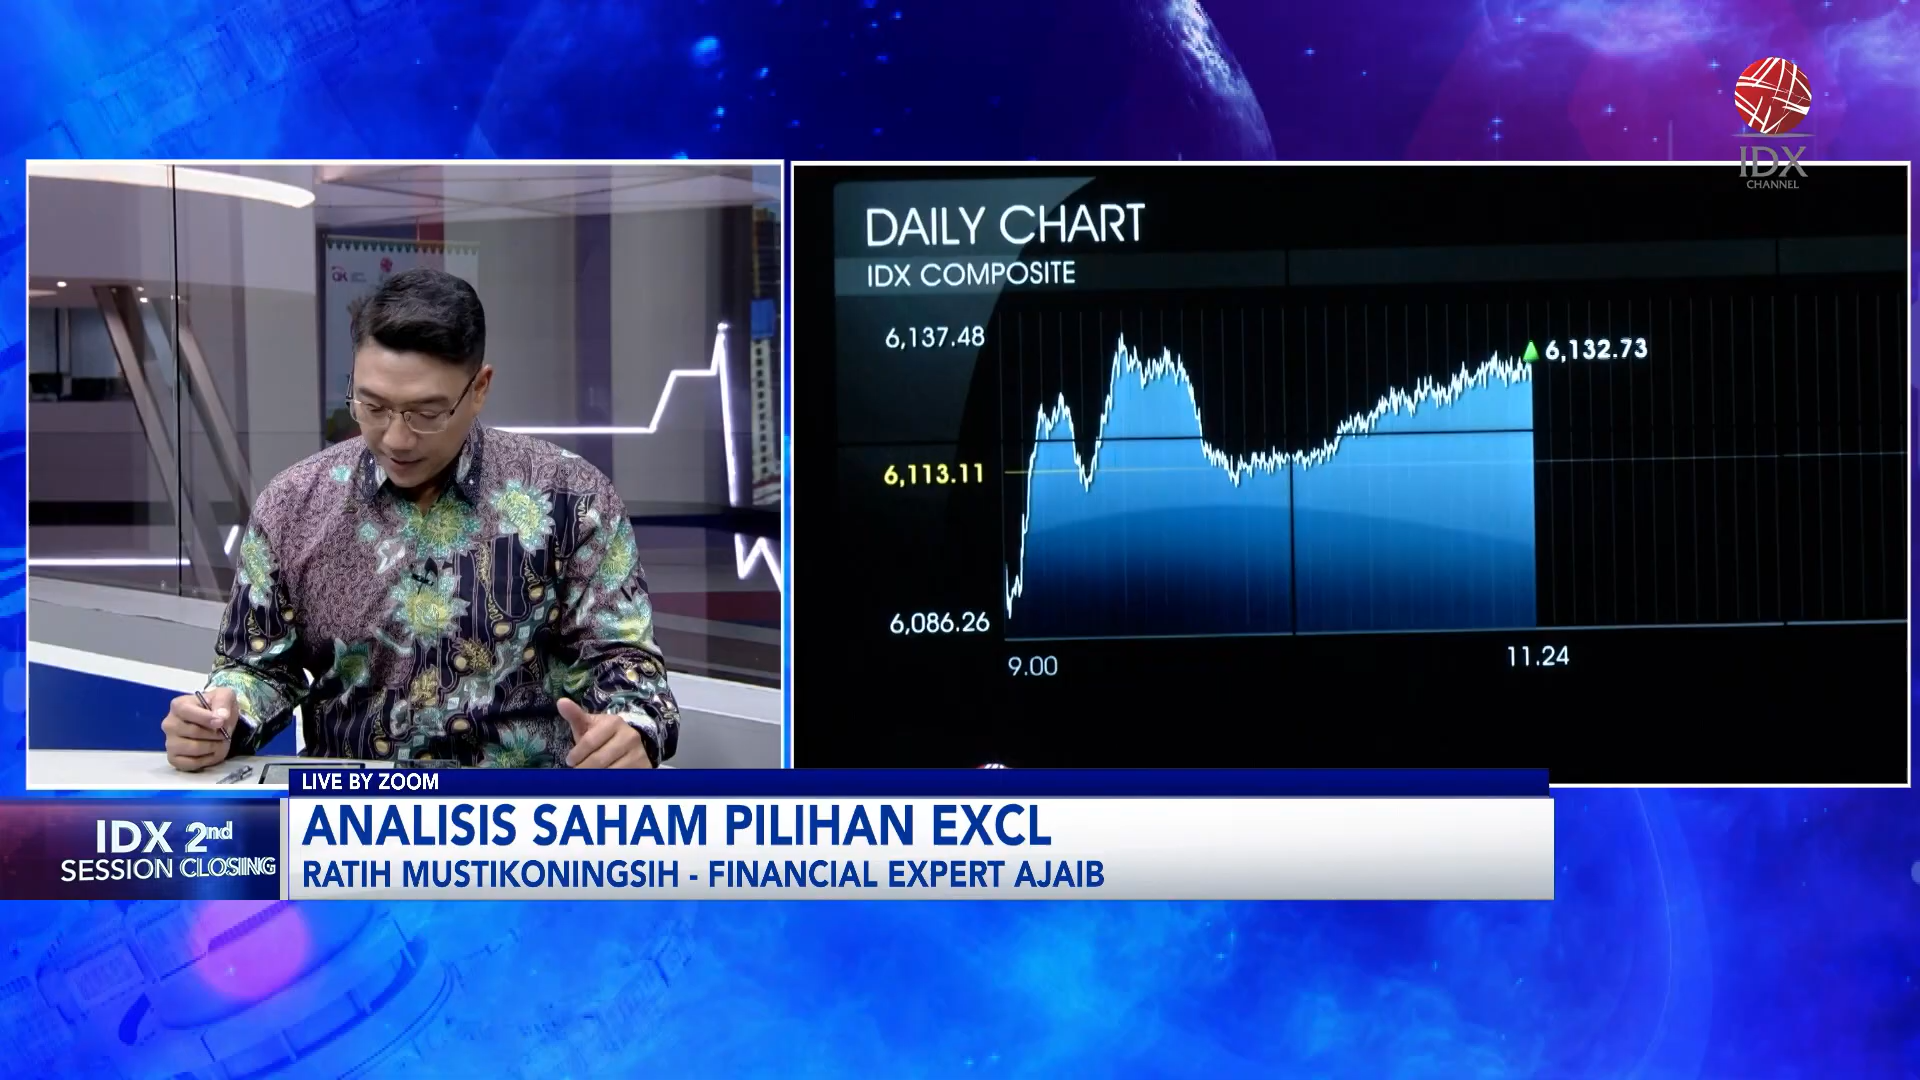 IDX
CHANNEL
DAILY CHART
IDX COMPOSITE
6,137.48
6,132.73
6,113.11
6,086.26
9.00
11.24
LIVE BY ZOOM
ANALISIS SAHAM PILIHAN EXCL
RATIH MUSTIKONINGSIH - FINANCIAL EXPERT AJAIB
IDX 2nd
SESSION CLOSING